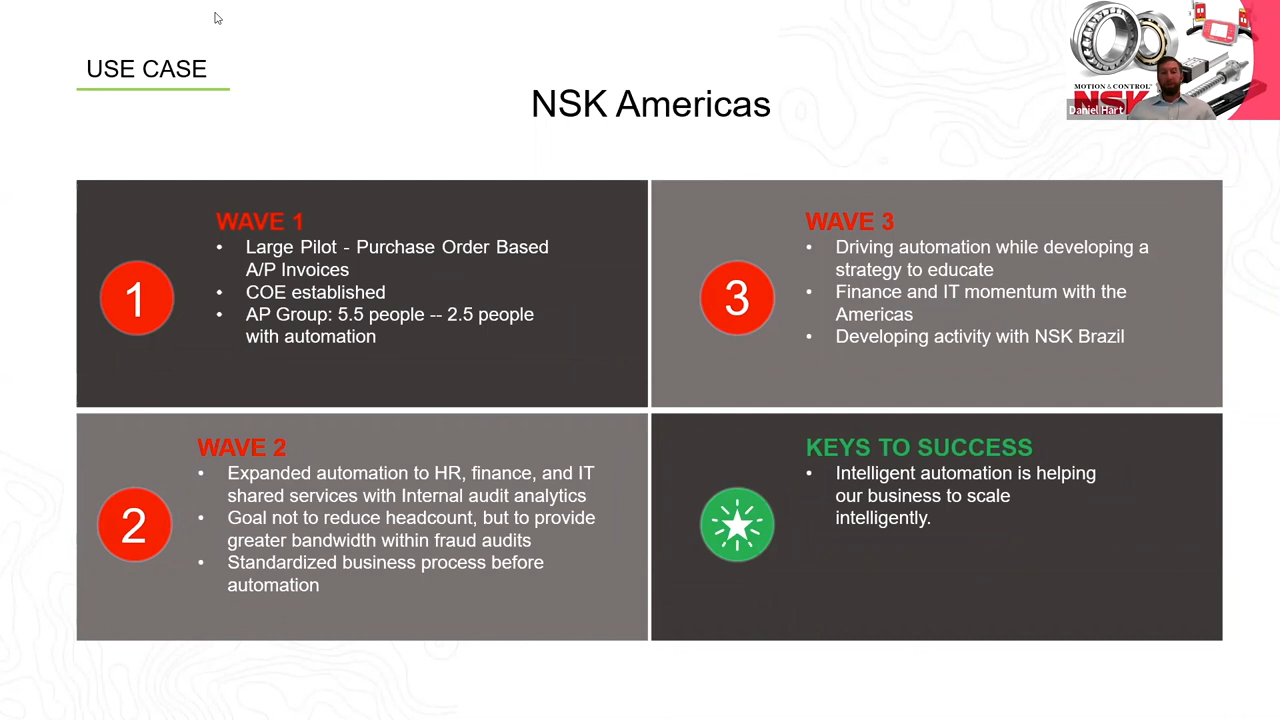 USE CASE
NSK Americas
MOTION & CONTROL
NSK
Daniel Hart
1
WAVE 1
• Large Pilot - Purchase Order Based
A/P Invoices
• COE established
• AP Group: 5.5 people -- 2.5 people
with automation
2
WAVE 2
• Expanded automation to HR, finance, and IT
shared services with Internal audit analytics
• Goal not to reduce headcount, but to provide
greater bandwidth within fraud audits
• Standardized business process before
automation
3
WAVE 3
• Driving automation while developing a
strategy to educate
• Finance and IT momentum with the
Americas
• Developing activity with NSK Brazil
KEYS TO SUCCESS
• Intelligent automation is helping
our business to scale
intelligently.